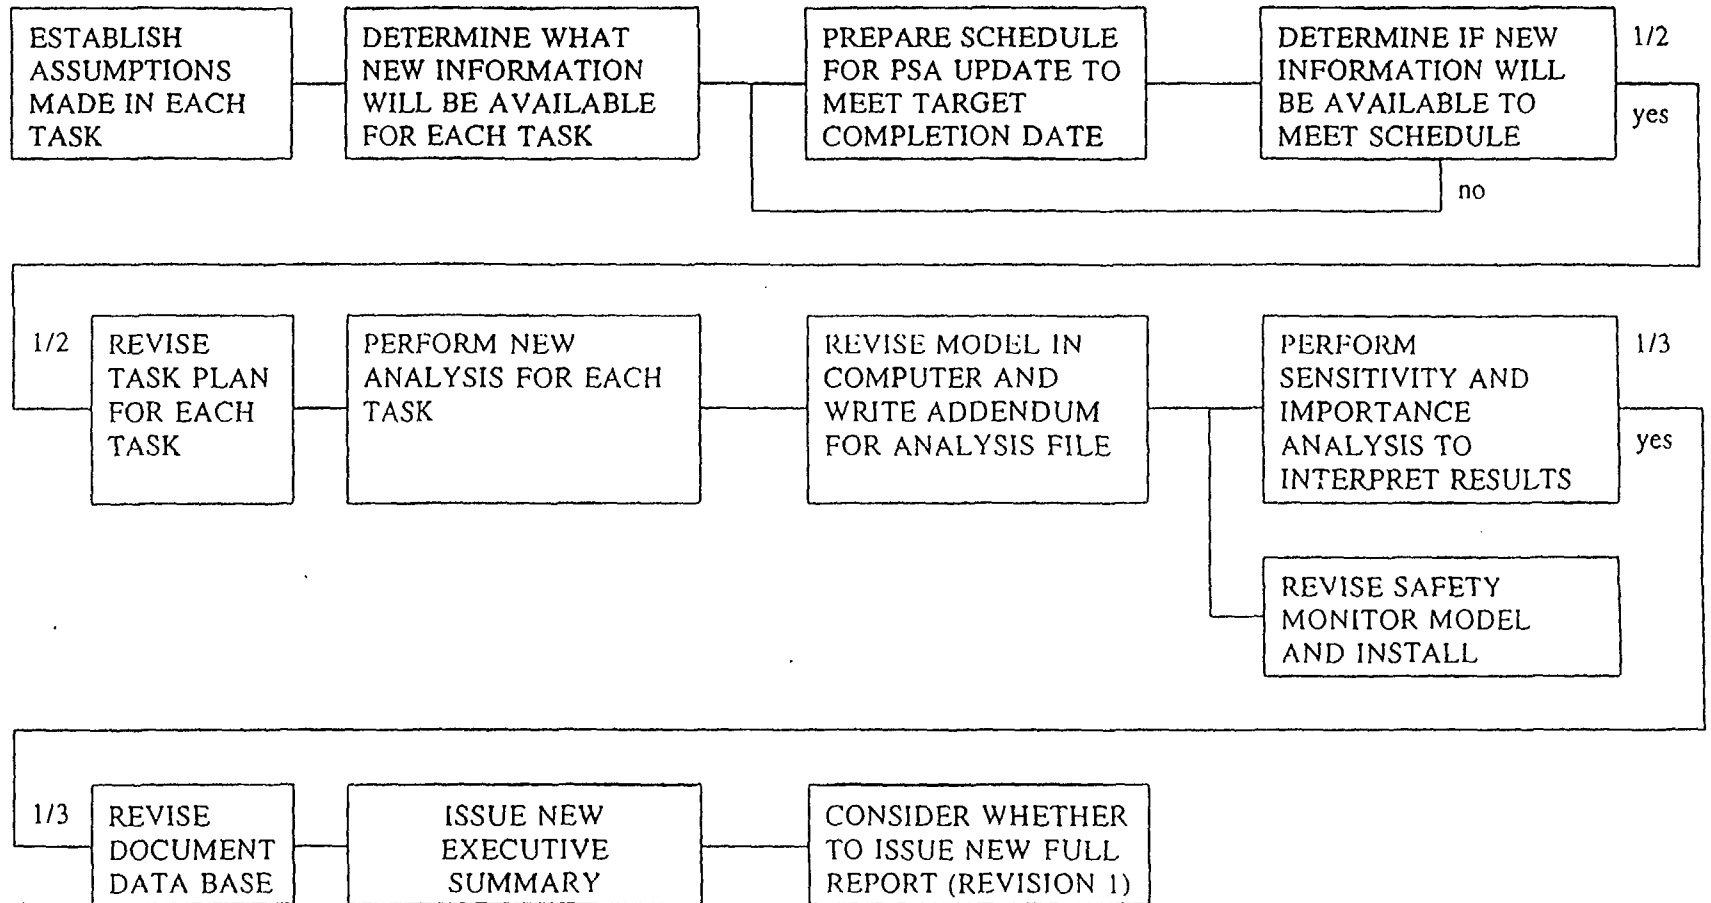 ESTABLISH
ASSUMPTIONS
MADE IN EACH
TASK
DETERMINE WHAT
NEW INFORMATION
WILL BE AVAILABLE
FOR EACH TASK
PREPARE SCHEDULE
FOR PSA UPDATE TO
MEET TARGET
COMPLETION DATE
DETERMINE IF NEW
INFORMATION WILL
BE AVAILABLE TO
MEET SCHEDULE
1/2
yes
no
1/2
REVISE
TASK PLAN
FOR EACH
TASK
PERFORM NEW
ANALYSIS FOR EACH
TASK
REVISE MODEL IN
COMPUTER AND
WRITE ADDENDUM
FOR ANALYSIS FILE
PERFORM
SENSITIVITY AND
IMPORTANCE
ANALYSIS TO
INTERPRET RESULTS
1/3
yes
REVISE SAFETY
MONITOR MODEL
AND INSTALL
1/3
REVISE
DOCUMENT
DATA BASE
ISSUE NEW
EXECUTIVE
SUMMARY
CONSIDER WHETHER
TO ISSUE NEW FULL
REPORT (REVISION 1)